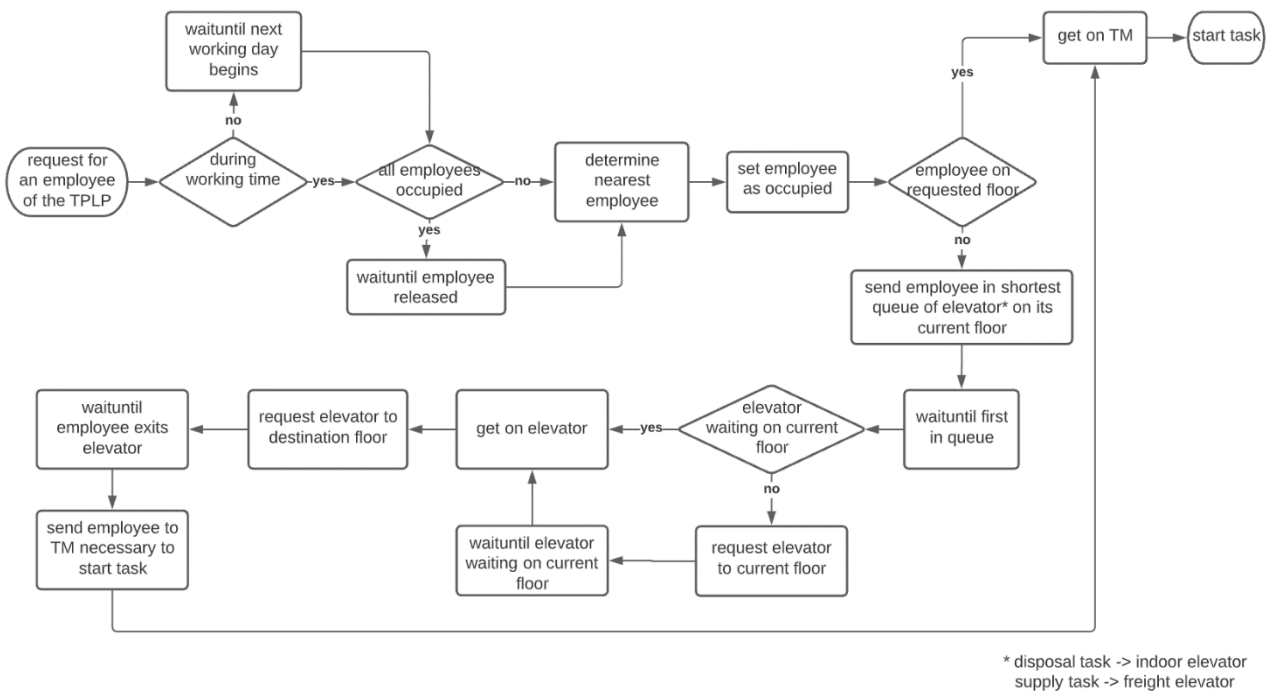 waituntil next
working day
begins
no
request for
an employee
of the TPLP
during
working time
yes
all employees
occupied
no
yes
waituntil employee
released
determine
nearest
employee
set employee
as occupied
employee on
requested floor
yes
get on TM
start task
no
send employee in shortest
queue of elevator* on its
current floor
waituntil first
in queue
elevator
waiting on current
floor
yes
no
request elevator
to current floor
waituntil elevator
waiting on current
floor
get on elevator
request elevator to
destination floor
waituntil
employee exits
elevator
send employee to
TM necessary to
start task
* disposal task -> indoor elevator
supply task -> freight elevator